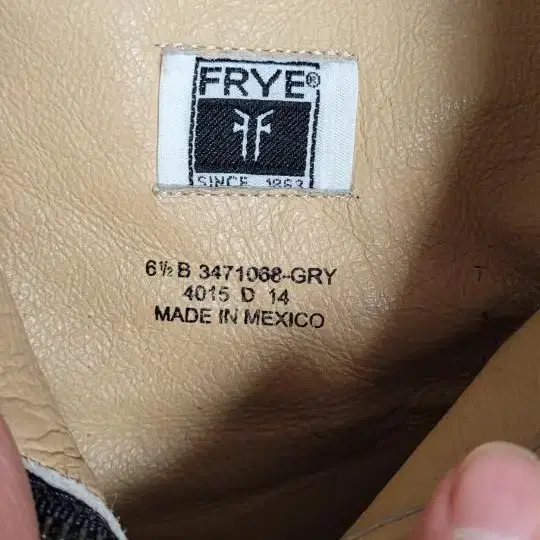 FRYE®
SINCE 1863
6½ B 3471068-GRY
4015 D 14
MADE IN MEXICO